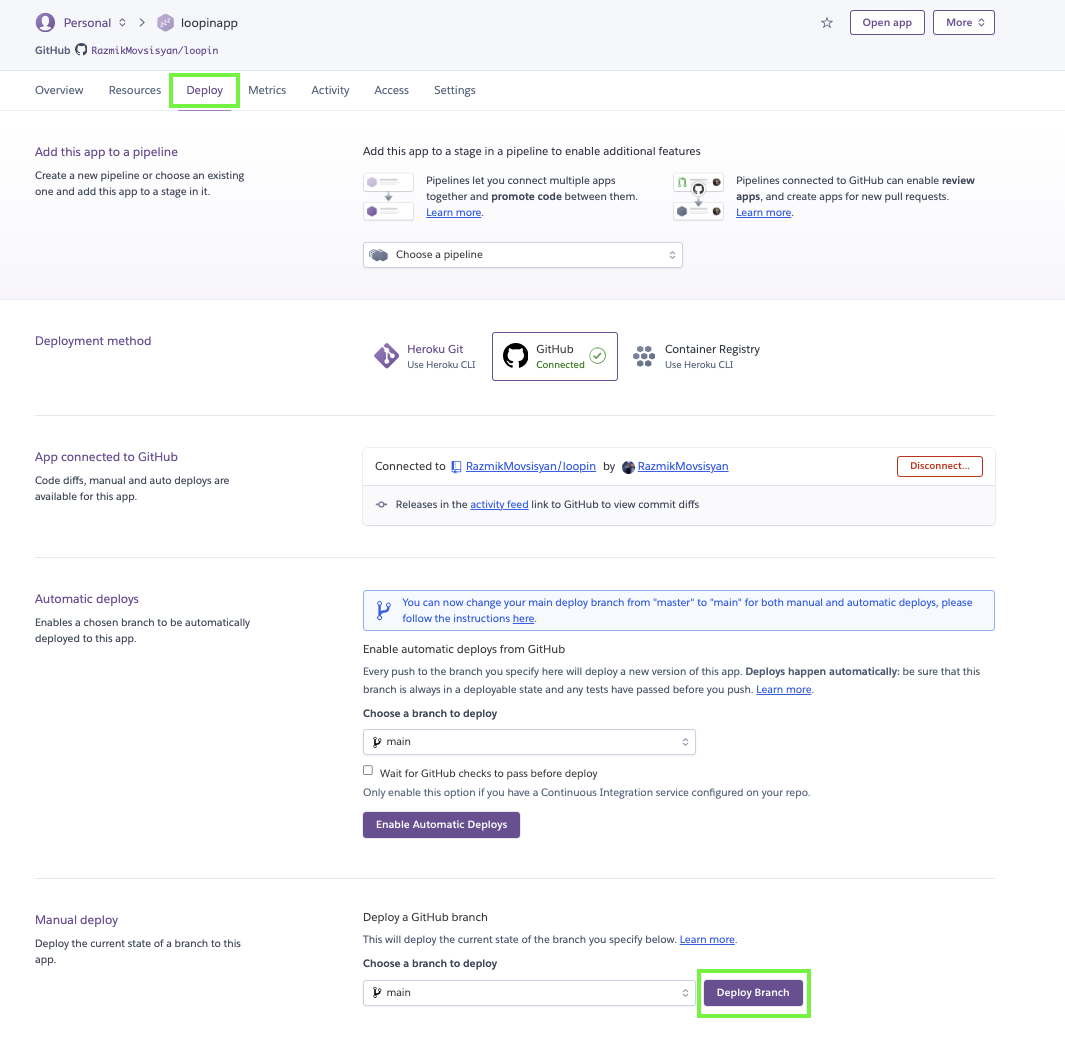 Personal loopinapp Open app More
GitHub RazmikMovsisyan/loopin
Overview Resources Deploy Metrics Activity Access Settings
Add this app to a pipeline
Create a new pipeline or choose an existing
one and add this app to a stage in it.
Add this app to a stage in a pipeline to enable additional features
Pipelines let you connect multiple apps
together and promote code between them.
Learn more.
Pipelines connected to GitHub can enable review
apps, and create apps for new pull requests.
Learn more.
Choose a pipeline
Deployment method
Heroku Git
Use Heroku CLI
GitHub
Connected
Container Registry
Use Heroku CLI
App connected to GitHub
Code diffs, manual and auto deploys are
available for this app.
Connected to RazmikMovsisyan/loopin by RazmikMovsisyan Disconnect...
Releases in the activity feed link to GitHub to view commit diffs
Automatic deploys
Enables a chosen branch to be automatically
deployed to this app.
You can now change your main deploy branch from "master" to "main" for both manual and automatic deploys, please
follow the instructions here.
Enable automatic deploys from GitHub
Every push to the branch you specify here will deploy a new version of this app. Deploys happen automatically: be sure that this
branch is always in a deployable state and any tests have passed before you push. Learn more.
Choose a branch to deploy
main
Wait for GitHub checks to pass before deploy
Only enable this option if you have a Continuous Integration service configured on your repo.
Enable Automatic Deploys
Manual deploy
Deploy the current state of a branch to this
app.
Deploy a GitHub branch
This will deploy the current state of the branch you specify below. Learn more.
Choose a branch to deploy
main Deploy Branch